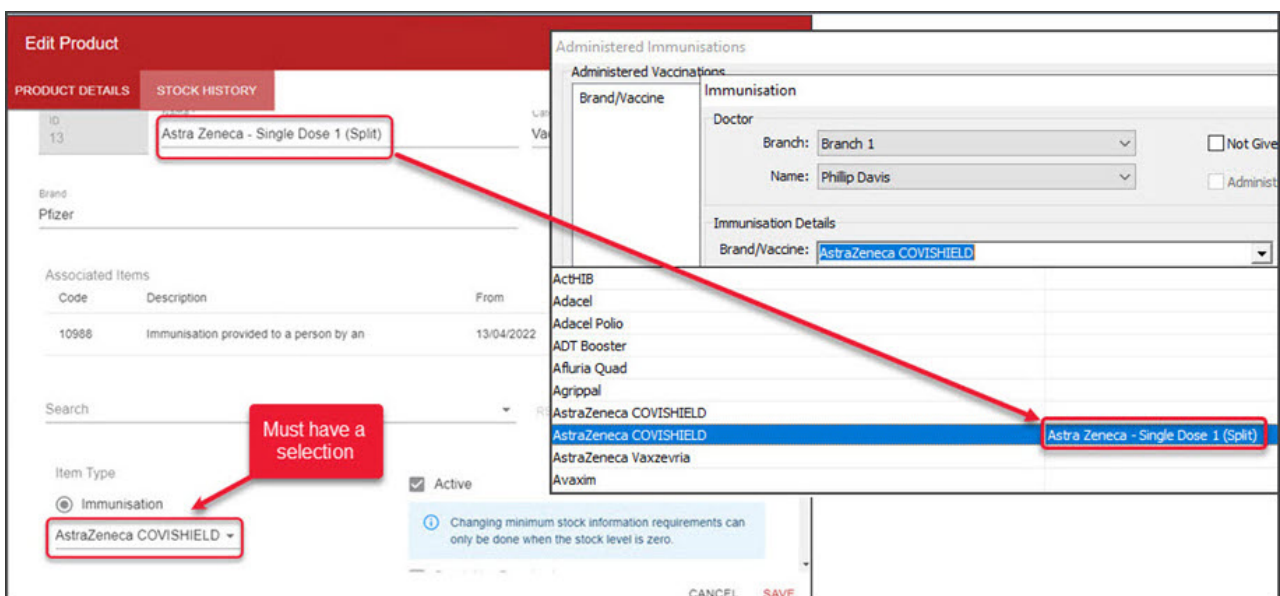 Edit Product
PRODUCT DETAILS STOCK HISTORY
ID
13
Astra Zeneca - Single Dose 1 (Split)
Brand
Pfizer
Associated Items
Code Description From
10988 Immunisation provided to a person by an 13/04/2022
Search
Must have a
selection
Item Type
Immunisation
AstraZeneca COVISHIELD
Active
Changing minimum stock information requirements can
only be done when the stock level is zero.
CANCEL SAVE
Administered Immunisations
Administered Vaccinations
Brand/Vaccine
Immunisation
Doctor
Branch: Branch 1
Not Give
Name: Phillip Davis
Administ
Immunisation Details
Brand/Vaccine: AstraZeneca COVISHIELD
ActHIB
Adacel
Adacel Polio
ADT Booster
Afluria Quad
Agrippal
AstraZeneca COVISHIELD
AstraZeneca COVISHIELD Astra Zeneca - Single Dose 1 (Split)
AstraZeneca Vaxzevria
Avaxim